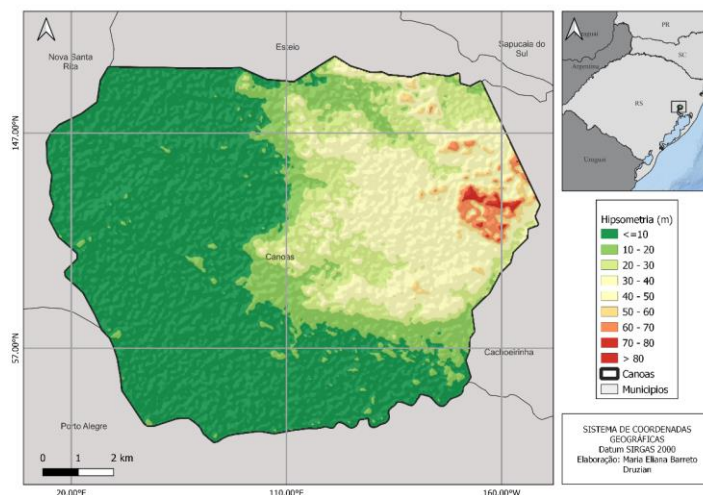 Nova Santa
Rita
Esteio
Sapucaia do
Sul
147.00°N
Canoas
57.00°N
Cachoeirinha
Porto Alegre
0 1 2 km
20.00°E
110.00°E
160.00°W
PR
SC
Argentina
RS
Uruguai
Hipsometria (m)
<=10
10 - 20
20 - 30
30 - 40
40 - 50
50 - 60
60 - 70
70 - 80
> 80
Canoas
Municípios
SISTEMA DE COORDENADAS
GEOGRÁFICAS
Datum SIRGAS 2000
Elaboração: Maria Eliana Barreto
Druzian